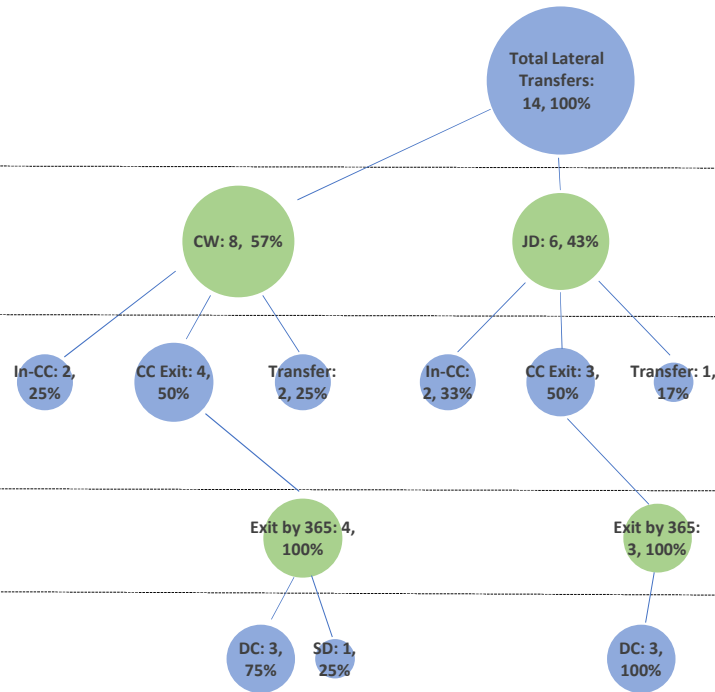 Total Lateral
Transfers:
14, 100%
CW: 8,  57%
JD: 6, 43%
In-CC: 2,
25%
CC Exit: 4,
50%
Transfer:
2, 25%
In-CC:
2, 33%
CC Exit: 3,
50%
Transfer: 1,
17%
Exit by 365: 4,
100%
Exit by 365:
3, 100%
DC: 3,
75%
SD: 1,
25%
DC: 3,
100%